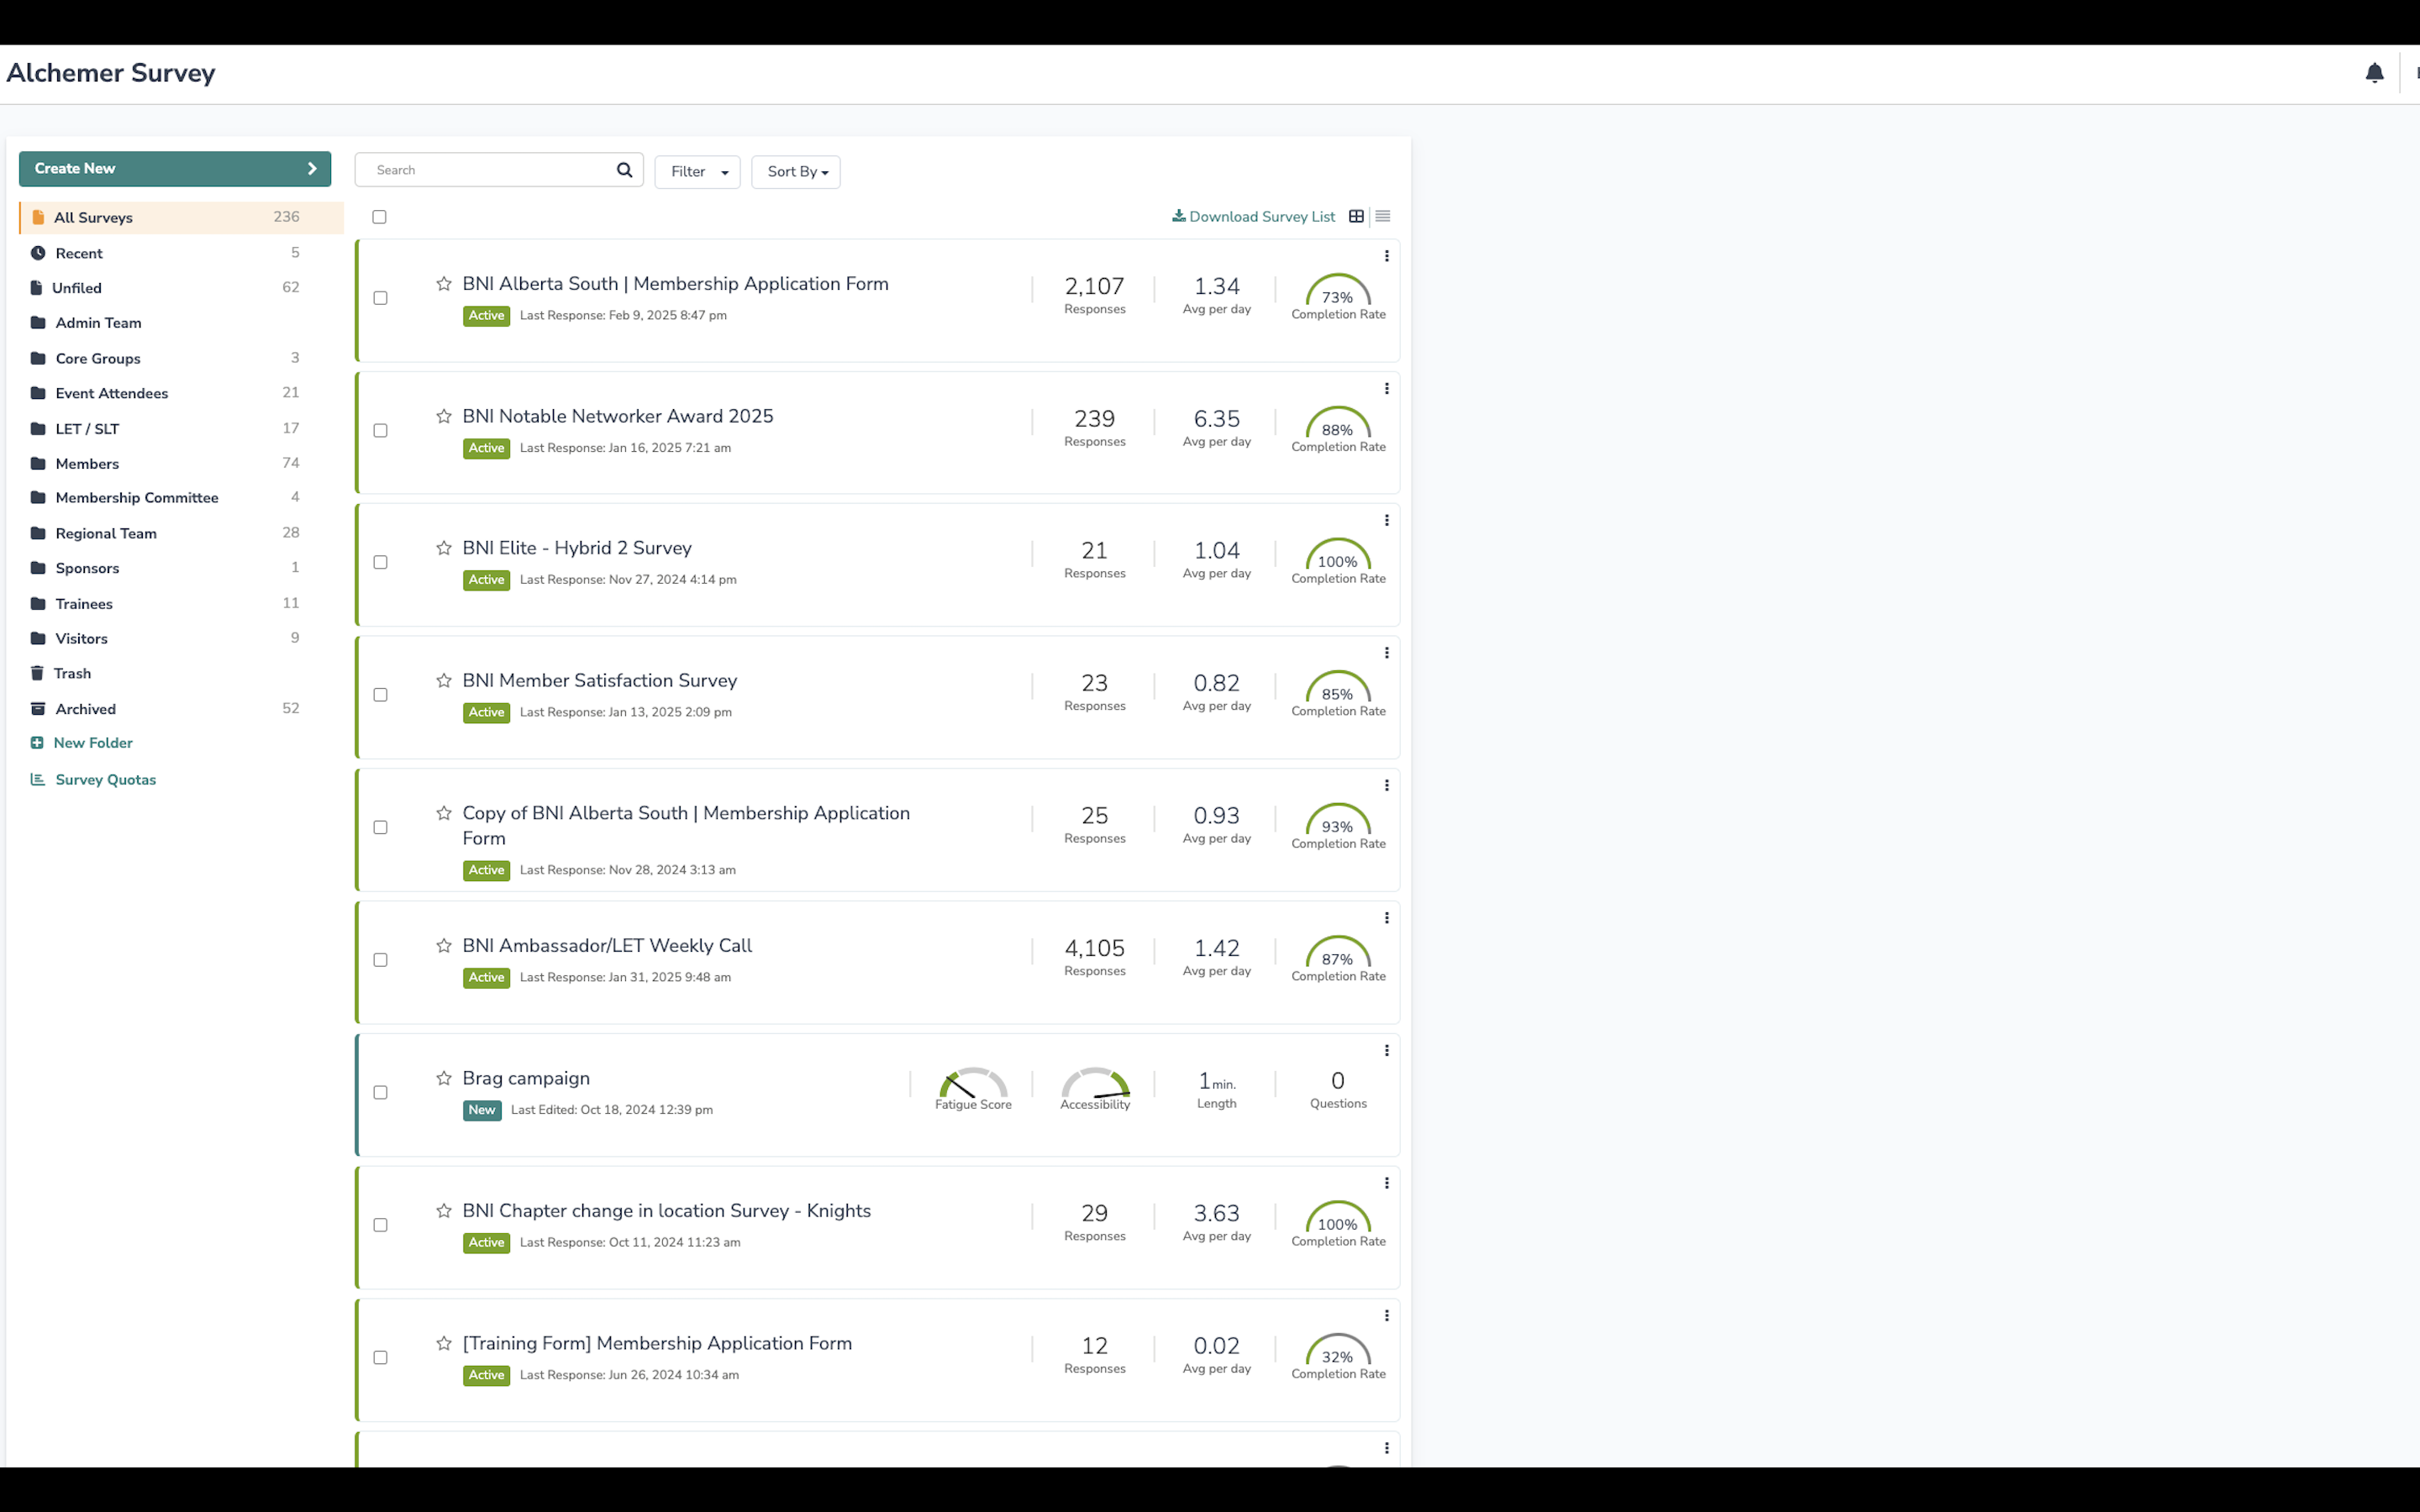 Alchemer Survey
Create New
Search
Filter
Sort By
All Surveys 236
Recent 5
Unfiled 62
Admin Team
Core Groups 3
Event Attendees 21
LET / SLT 17
Members 74
Membership Committee 4
Regional Team 28
Sponsors 1
Trainees 11
Visitors 9
Trash
Archived 52
New Folder
Survey Quotas
Download Survey List
BNI Alberta South | Membership Application Form
Active Last Response: Feb 9, 2025 8:47 pm
2,107 1.34 73%
Responses Avg per day Completion Rate
BNI Notable Networker Award 2025
Active Last Response: Jan 16, 2025 7:21 am
239 6.35 88%
Responses Avg per day Completion Rate
BNI Elite - Hybrid 2 Survey
Active Last Response: Nov 27, 2024 4:14 pm
21 1.04 100%
Responses Avg per day Completion Rate
BNI Member Satisfaction Survey
Active Last Response: Jan 13, 2025 2:09 pm
23 0.82 85%
Responses Avg per day Completion Rate
Copy of BNI Alberta South | Membership Application
Form
Active Last Response: Nov 28, 2024 3:13 am
25 0.93 93%
Responses Avg per day Completion Rate
BNI Ambassador/LET Weekly Call
Active Last Response: Jan 31, 2025 9:48 am
4,105 1.42 87%
Responses Avg per day Completion Rate
Brag campaign
New Last Edited: Oct 18, 2024 12:39 pm
1 min. 0
Fatigue Score Accessibility Length Questions
BNI Chapter change in location Survey - Knights
Active Last Response: Oct 11, 2024 11:23 am
29 3.63 100%
Responses Avg per day Completion Rate
[Training Form] Membership Application Form
Active Last Response: Jun 26, 2024 10:34 am
12 0.02 32%
Responses Avg per day Completion Rate